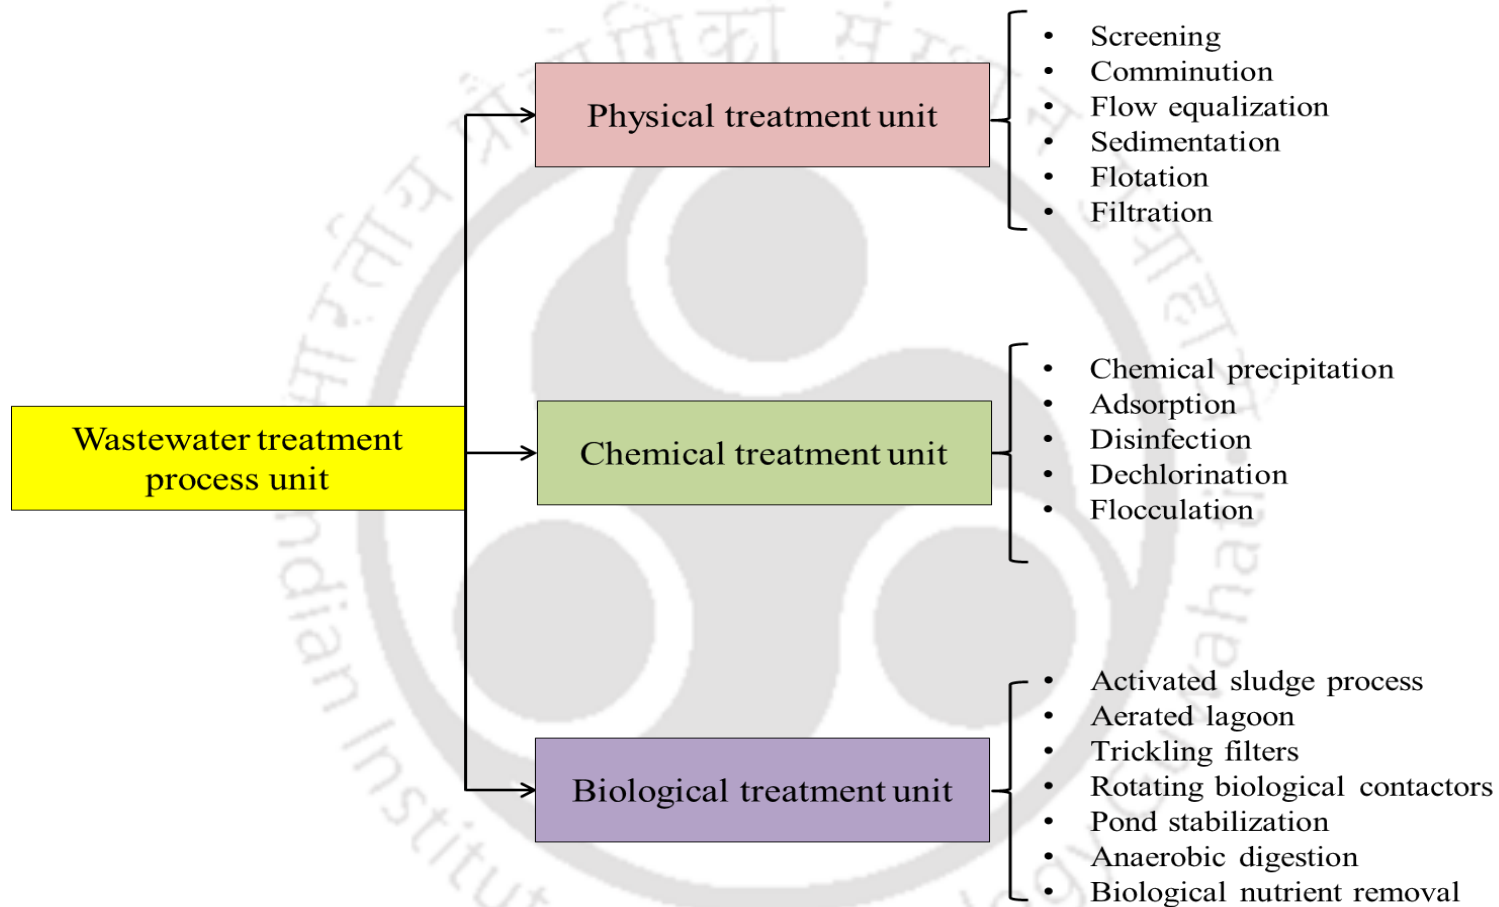 Wastewater treatment
process unit
Physical treatment unit
• Screening
• Comminution
• Flow equalization
• Sedimentation
• Flotation
• Filtration
Chemical treatment unit
• Chemical precipitation
• Adsorption
• Disinfection
• Dechlorination
• Flocculation
Biological treatment unit
• Activated sludge process
• Aerated lagoon
• Trickling filters
• Rotating biological contactors
• Pond stabilization
• Anaerobic digestion
• Biological nutrient removal